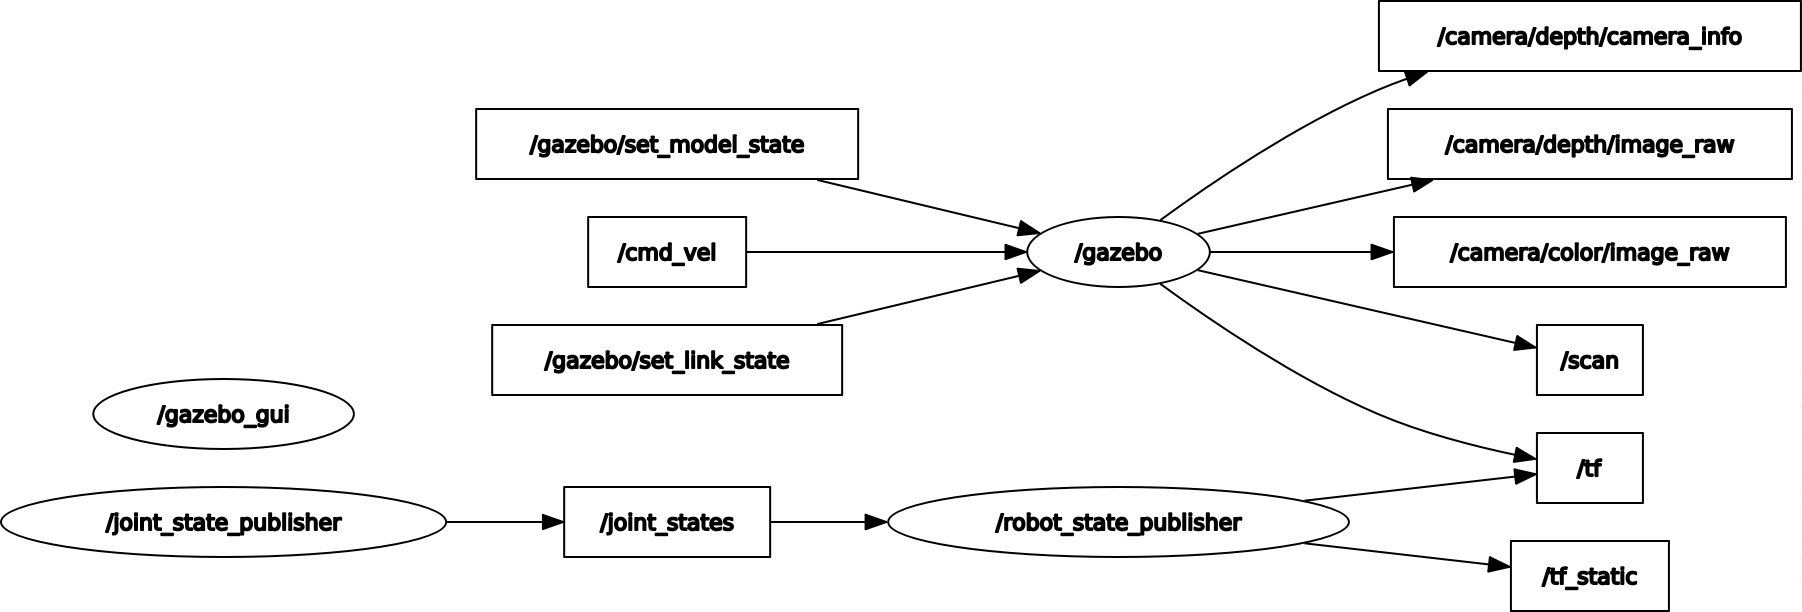 /camera/depth/camera_info
/gazebo/set_model_state
/camera/depth/image_raw
/cmd_vel
/gazebo
/camera/color/image_raw
/gazebo/set_link_state
/scan
/gazebo_gui
/tf
/joint_state_publisher
/joint_states
/robot_state_publisher
/tf_static